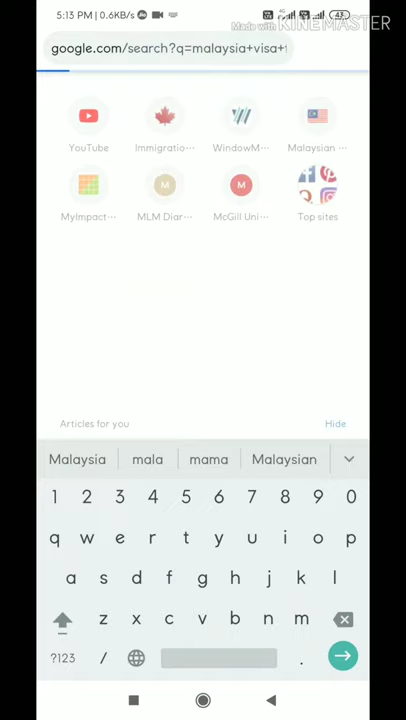 5:13 PM | 0.6KB/s
43
Made with KINEMASTER
google.com/search?q=malaysia+visa+
YouTube
Immigratio...
WindowM...
Malaysian ...
MyImpact...
MLM Diar...
McGill Uni...
Top sites
M
M
Articles for you
Hide
Malaysia mala mama Malaysian
1 2 3 4 5 6 7 8 9 0
q w e r t y u i o p
a s d f g h j k l
z x c v b n m
?123 / .